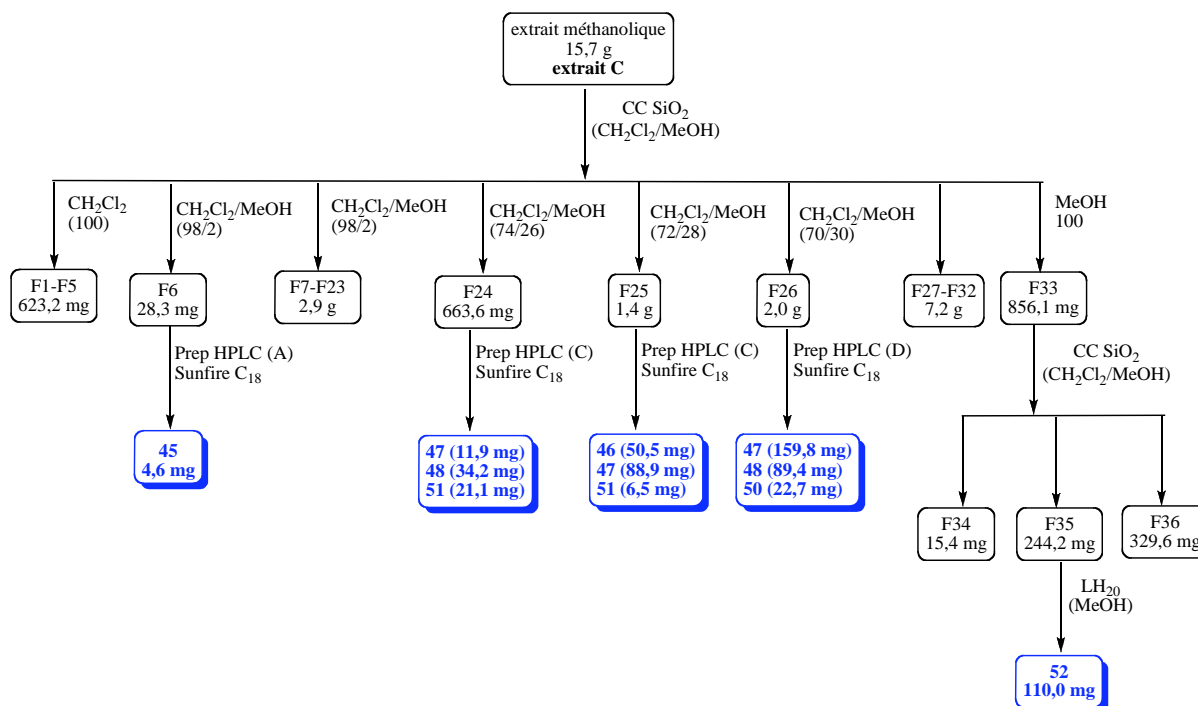 extrait méthanolique
15,7 g
extrait C
CC SiO2
(CH2Cl2/MeOH)
CH2Cl2
(100)
CH2Cl2/MeOH
(98/2)
CH2Cl2/MeOH
(98/2)
CH2Cl2/MeOH
(74/26)
CH2Cl2/MeOH
(72/28)
CH2Cl2/MeOH
(70/30)
MeOH
100
F1-F5
623,2 mg
F6
28,3 mg
F7-F23
2,9 g
F24
663,6 mg
F25
1,4 g
F26
2,0 g
F27-F32
7,2 g
F33
856,1 mg
Prep HPLC (A)
Sunfire C18
Prep HPLC (C)
Sunfire C18
Prep HPLC (C)
Sunfire C18
Prep HPLC (D)
Sunfire C18
CC SiO2
(CH2Cl2/MeOH)
45
4,6 mg
47 (11,9 mg)
48 (34,2 mg)
51 (21,1 mg)
46 (50,5 mg)
47 (88,9 mg)
51 (6,5 mg)
47 (159,8 mg)
48 (89,4 mg)
50 (22,7 mg)
F34
15,4 mg
F35
244,2 mg
F36
329,6 mg
LH20
(MeOH)
52
110,0 mg